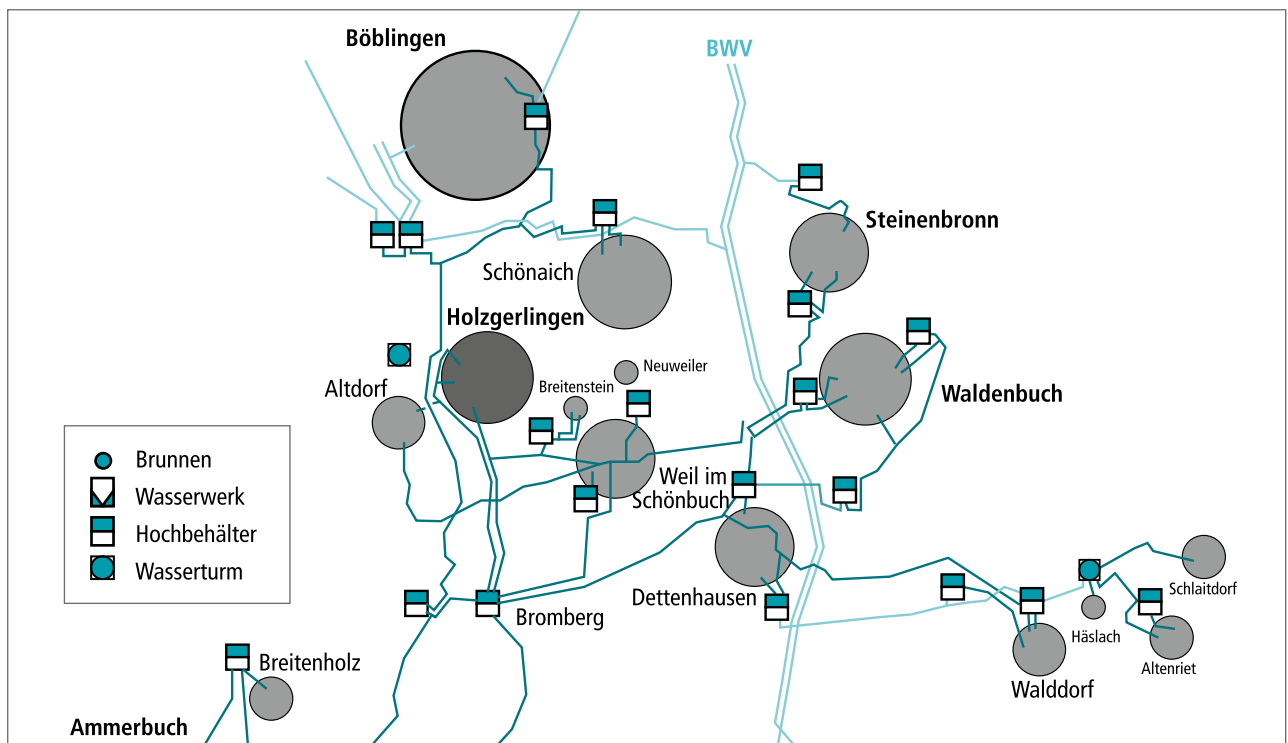 Böblingen
BWV
Steinenbronn
Schönaich
Holzgerlingen
Neuweiler
Altdorf
Breitenstein
Waldenbuch
Brunnen
Weil im
Schönbuch
Wasserwerk
Hochbehälter
Wasserturm
Dettenhausen
Schlaitdorf
Bromberg
Häslach
Breitenholz
Altenriet
Walddorf
Ammerbuch